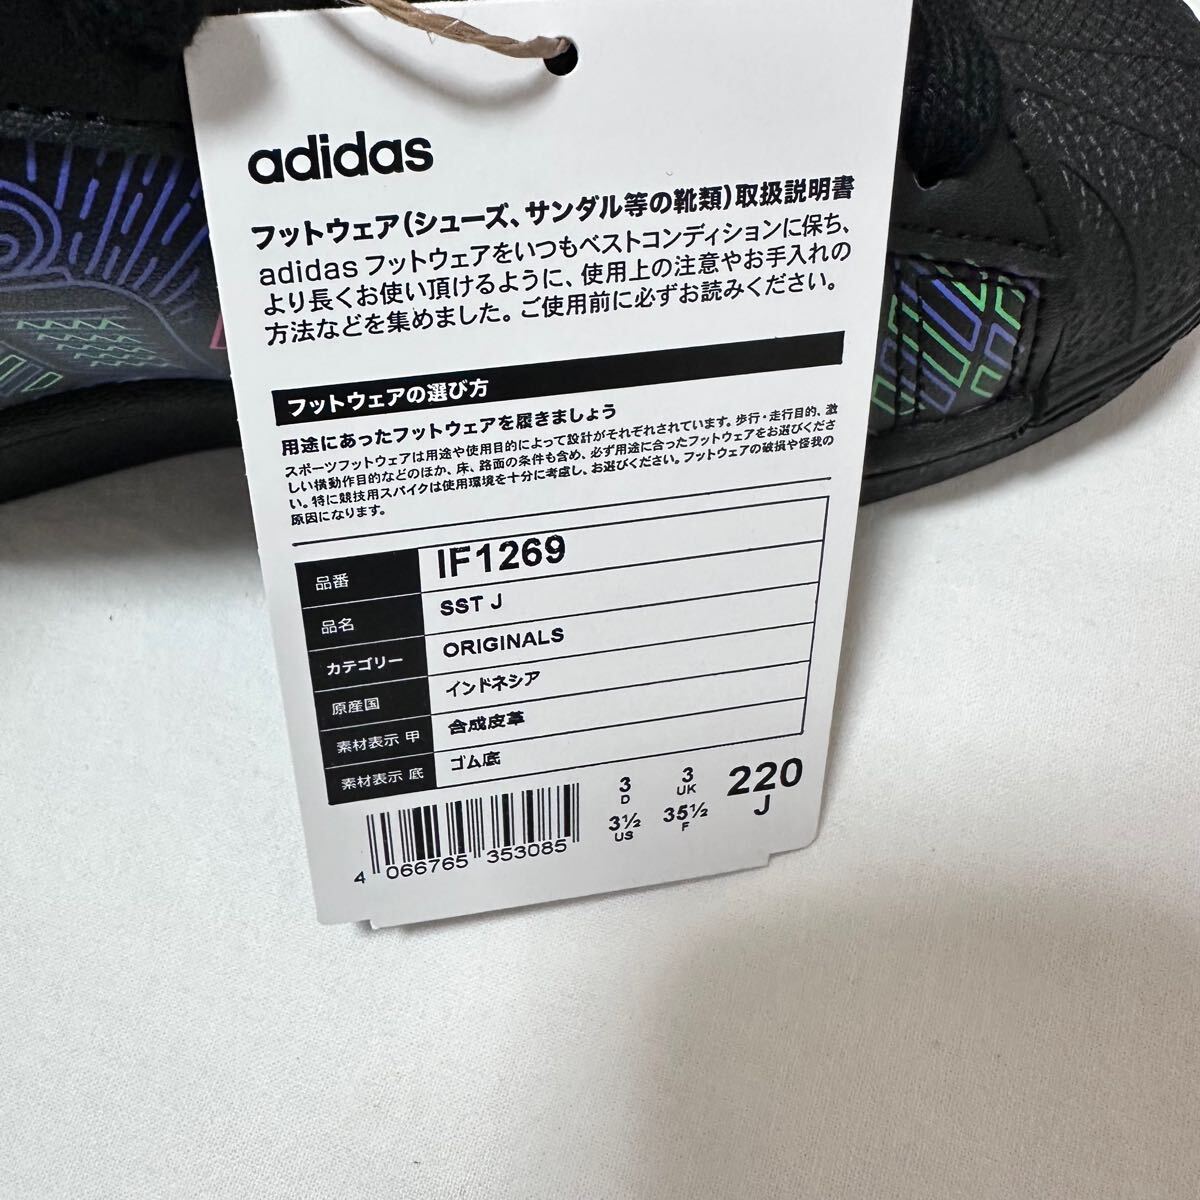 adidas
フットウェア(シューズ、サンダル等の靴類)取扱説明書
adidas フットウェアをいつもベストコンディションに保ち、
より長くお使い頂けるように、使用上の注意やお手入れの
方法などを集めました。ご使用前に必ずお読みください。
フットウェアの選び方
用途にあったフットウェアを履きましょう
スポーツフットウェアは用途や使用目的によって設計がそれぞれされています。歩行・走行目的、激
しい横動作目的などのほか、床、路面の条件も含め、必ず用途に合ったフットウェアをお選びくださ
い。特に競技用スパイクは使用環境を十分に考慮し、お選びください。フットウェアの破損や怪我の
原因になります。
品番 IF1269
品名 SST J
カテゴリー ORIGINALS
原産国 インドネシア
素材表示 甲 合成皮革
素材表示 底 ゴム底
4 066765 353085
3 D
3 UK
3½ US
35½ F
220 J